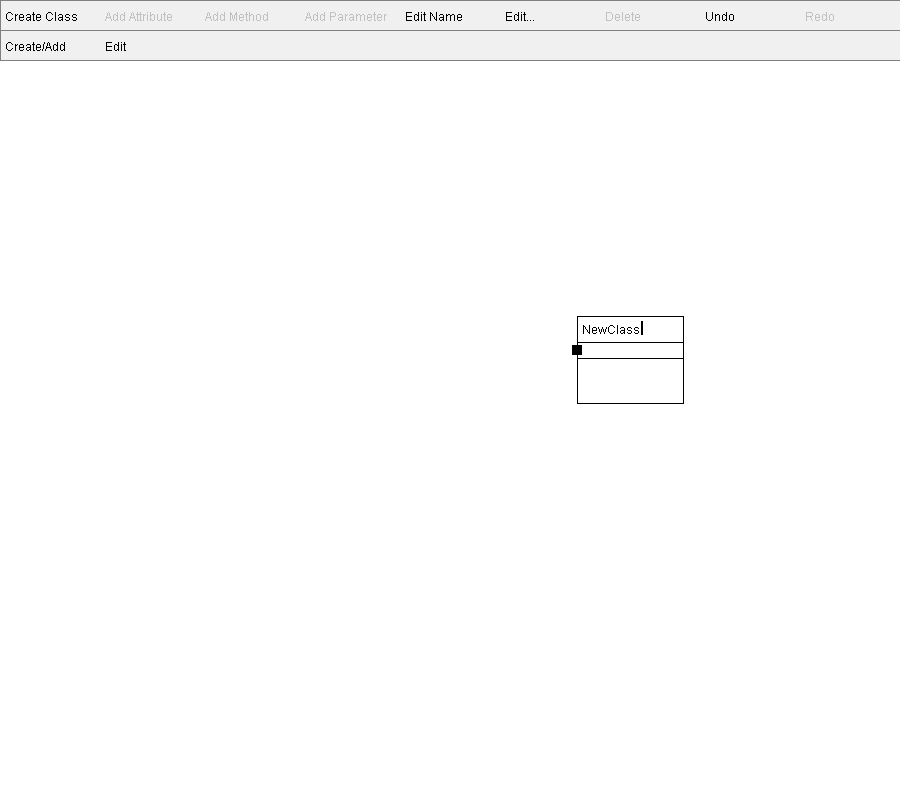 Create Class Add Attribute Add Method Add Parameter Edit Name Edit... Delete Undo Redo
Create/Add Edit
NewClass